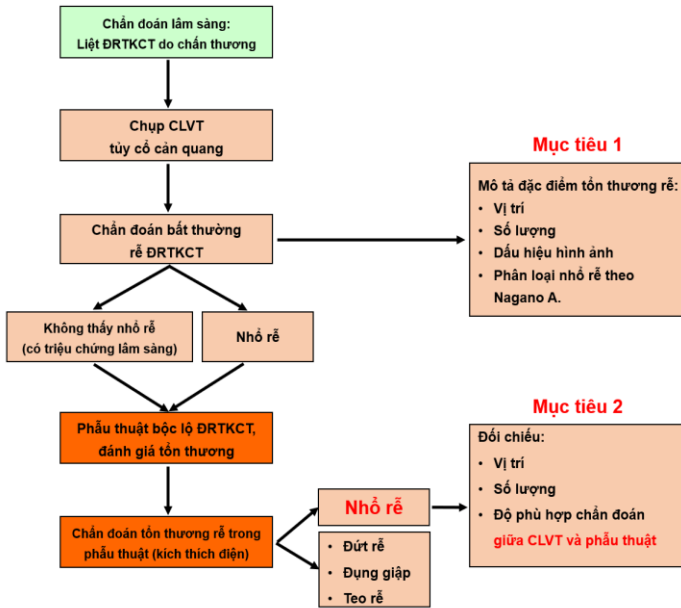 Chẩn đoán lâm sàng:
Liệt ĐRTKCT do chấn thương
Chụp CLVT
tủy cổ cản quang
Chẩn đoán bất thường
rễ ĐRTKCT
Mục tiêu 1
Mô tả đặc điểm tổn thương rễ:
• Vị trí
• Số lượng
• Dấu hiệu hình ảnh
• Phân loại nhổ rễ theo
Nagano A.
Không thấy nhổ rễ
(có triệu chứng lâm sàng)
Nhổ rễ
Phẫu thuật bộc lộ ĐRTKCT,
đánh giá tổn thương
Chẩn đoán tổn thương rễ trong
phẫu thuật (kích thích điện)
Nhổ rễ
• Đứt rễ
• Đụng giập
• Teo rễ
Mục tiêu 2
Đối chiếu:
• Vị trí
• Số lượng
• Độ phù hợp chẩn đoán
giữa CLVT và phẫu thuật